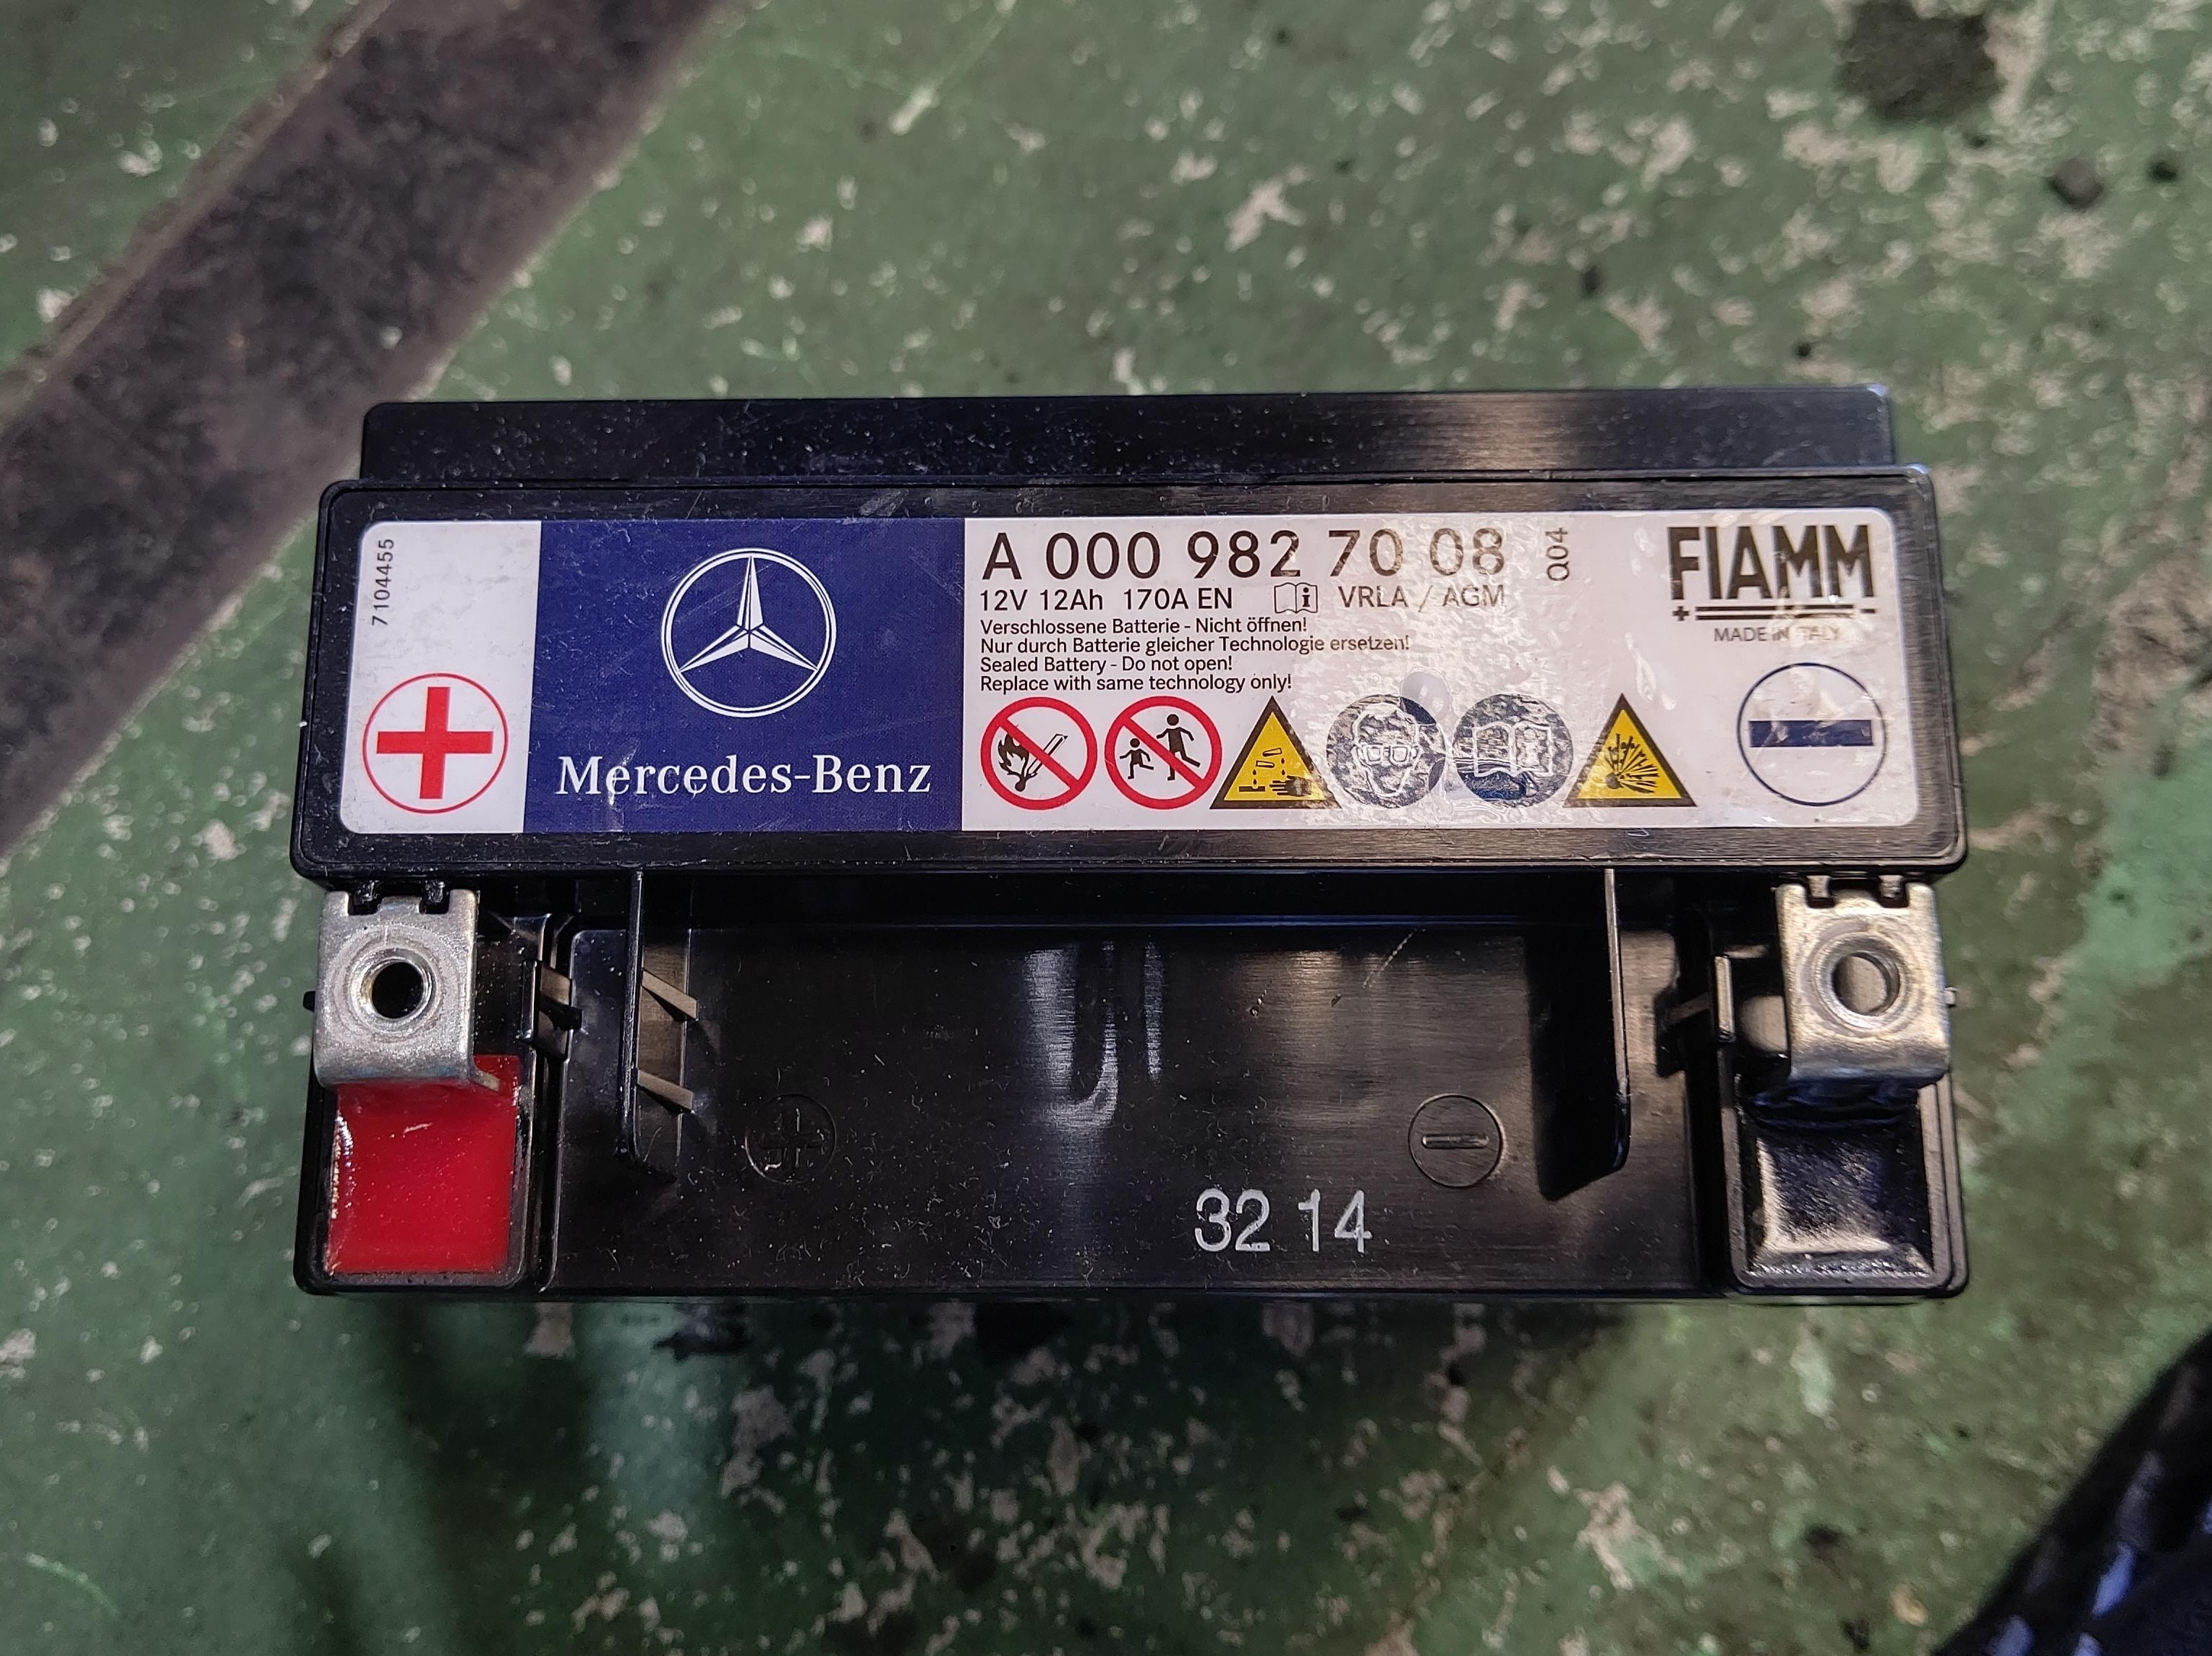 7104455
Mercedes-Benz
A 000 982 70 08
Q04
12V 12Ah 170A EN VRLA / AGM
Verschlossene Batterie - Nicht öffnen!
Nur durch Batterie gleicher Technologie ersetzen!
Sealed Battery - Do not open!
Replace with same technology only!
FIAMM
+ -
MADE IN ITALY
32 14